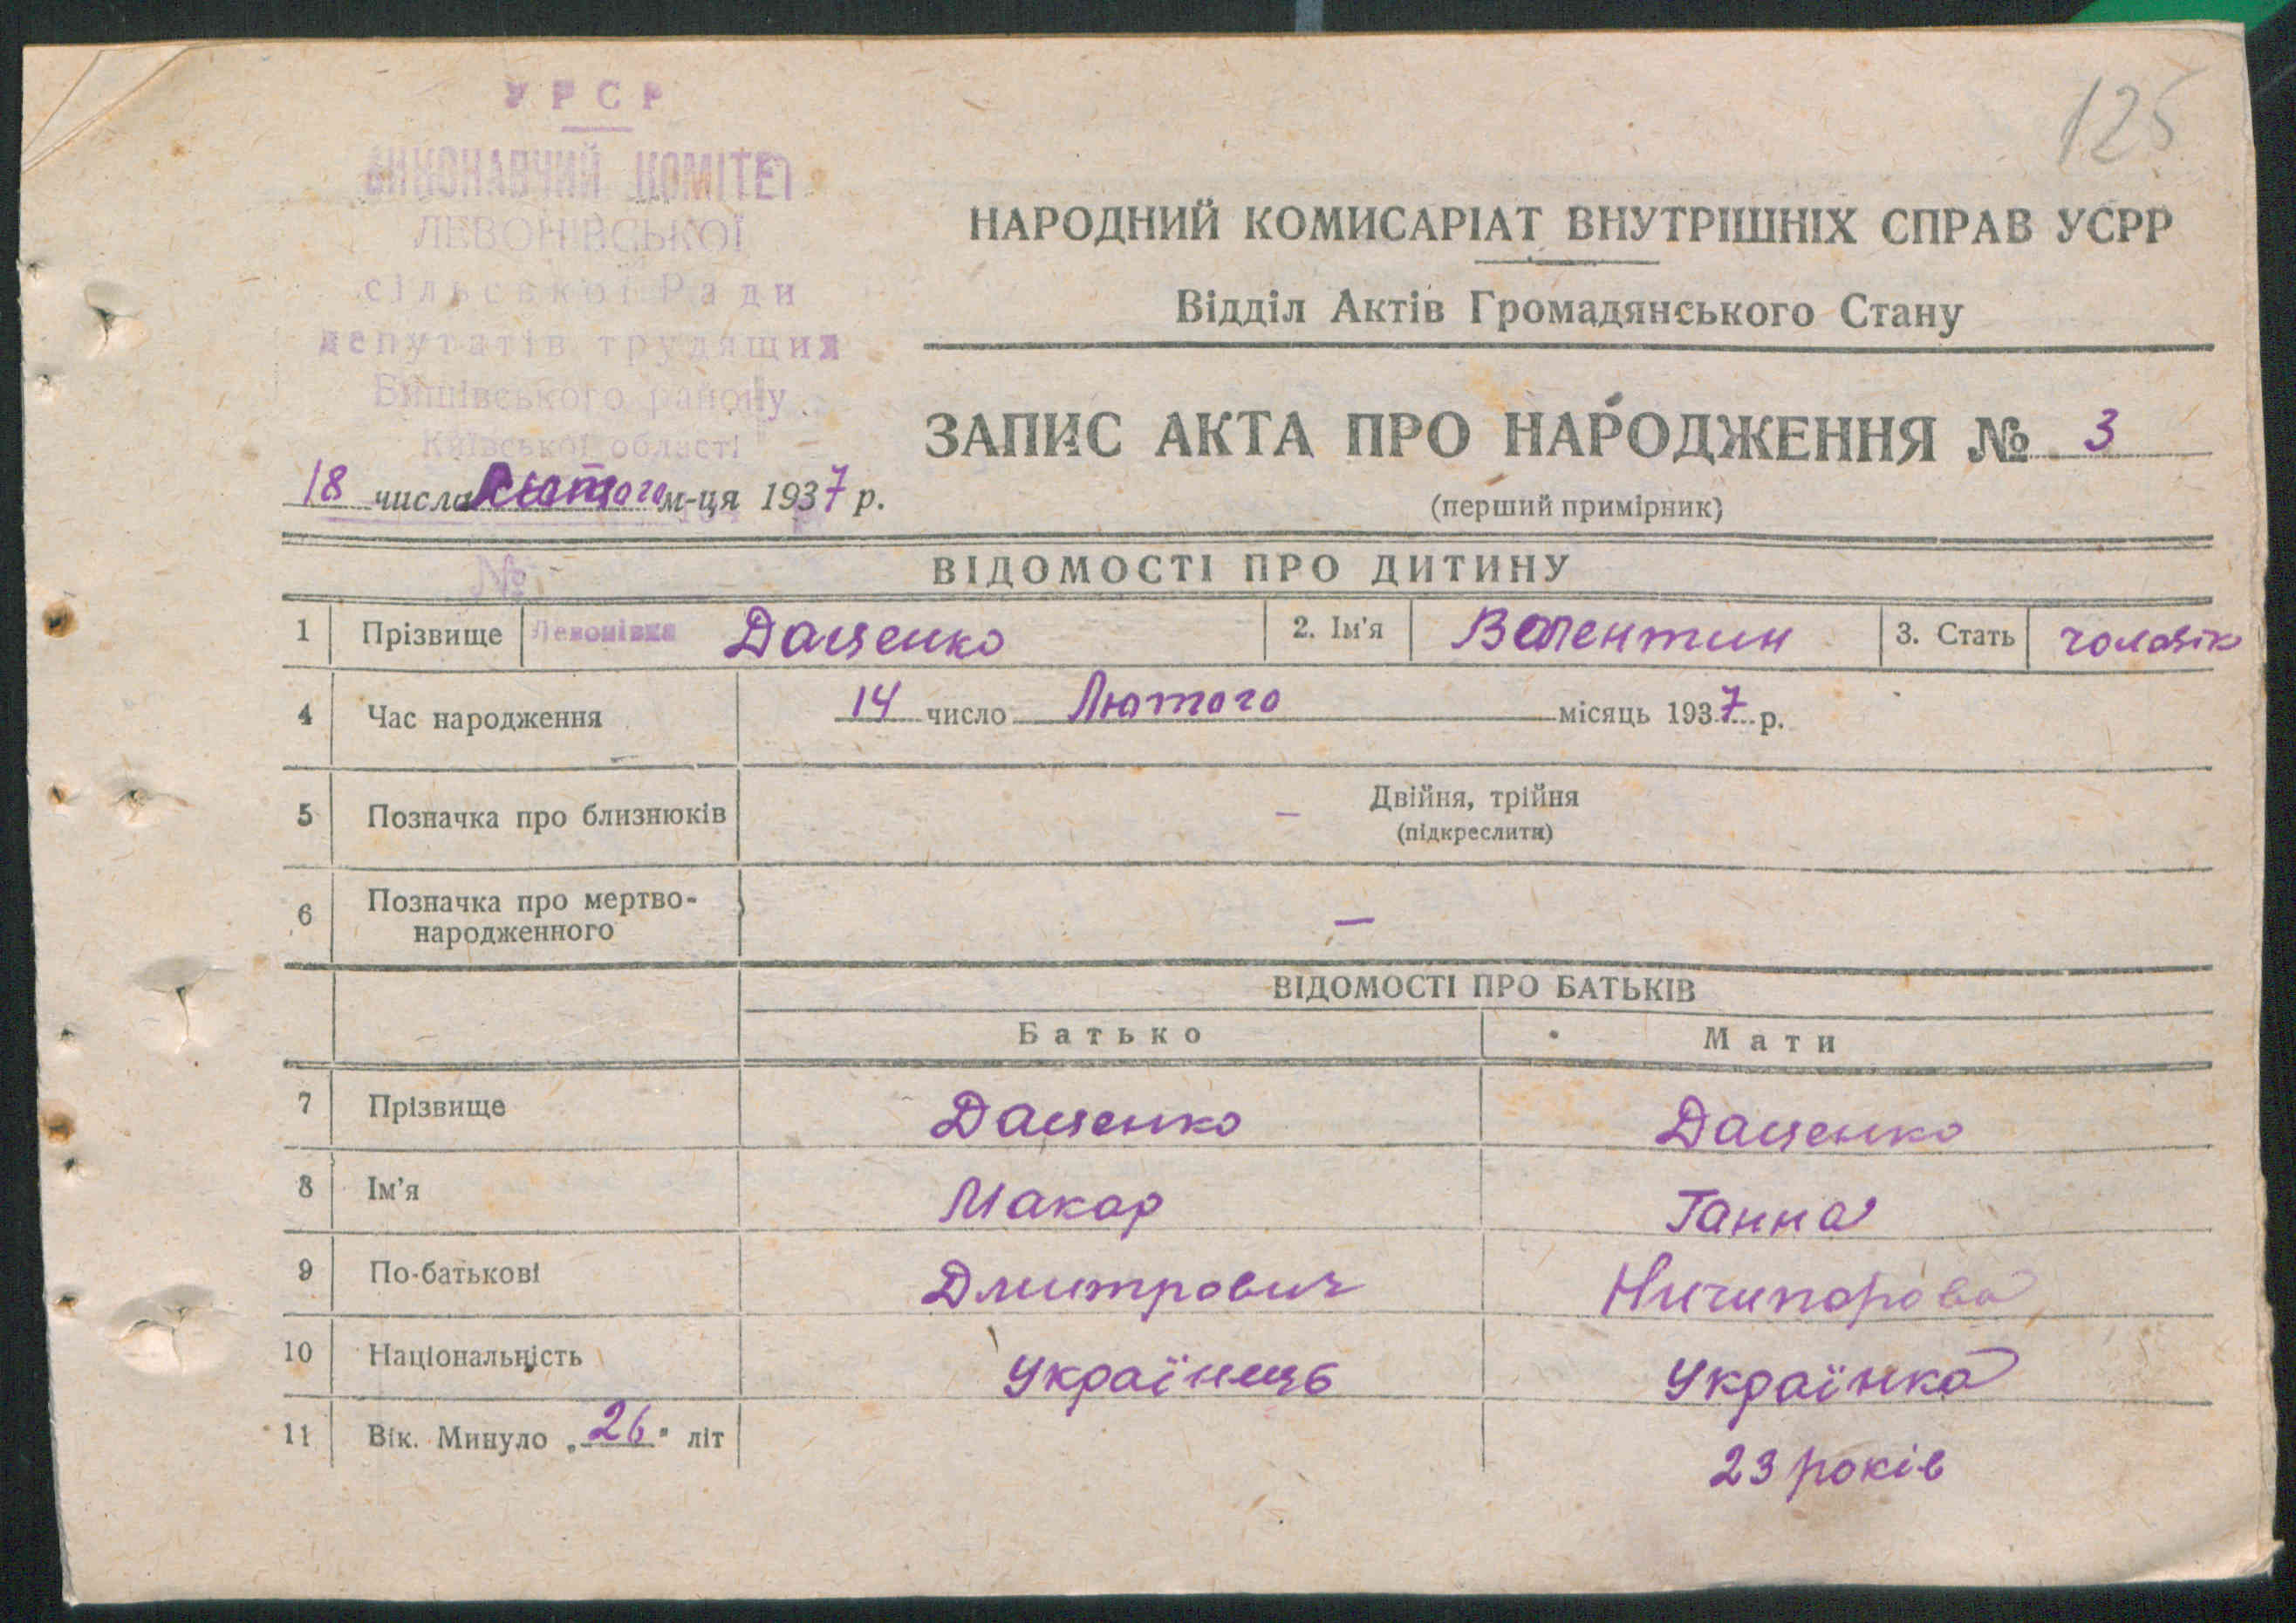 125
УРСР
ВИКОНАВЧИЙ КОМІТЕТ
ЛЕВОНІВСЬКОЇ
сільської Ради
депутатів трудящих
району
Київської області
НАРОДНИЙ КОМИСАРІАТ ВНУТРІШНІХ СПРАВ УСРР
Відділ Актів Громадянського Стану
ЗАПИС АКТА ПРО НАРОДЖЕННЯ № 3
(перший примірник)
18 числа Лютого м-ця 1937 р.
№
ВІДОМОСТІ ПРО ДИТИНУ
1 Прізвище Левонівка Даценко 2. Ім'я Валентин 3. Стать чоловік
4 Час народження 14 число Лютого місяць 1937 р.
5 Позначка про близнюків – Двійня, трійня
(підкреслити)
6 Позначка про мертво-
народженного –
ВІДОМОСТІ ПРО БАТЬКІВ
Батько Мати
7 Прізвище Даценко Даценко
8 Ім'я Макар Ганна
9 По-батькові Дмитрович Ничипорова
10 Національність Українець Українка
11 Вік. Минуло „26" літ 23 років